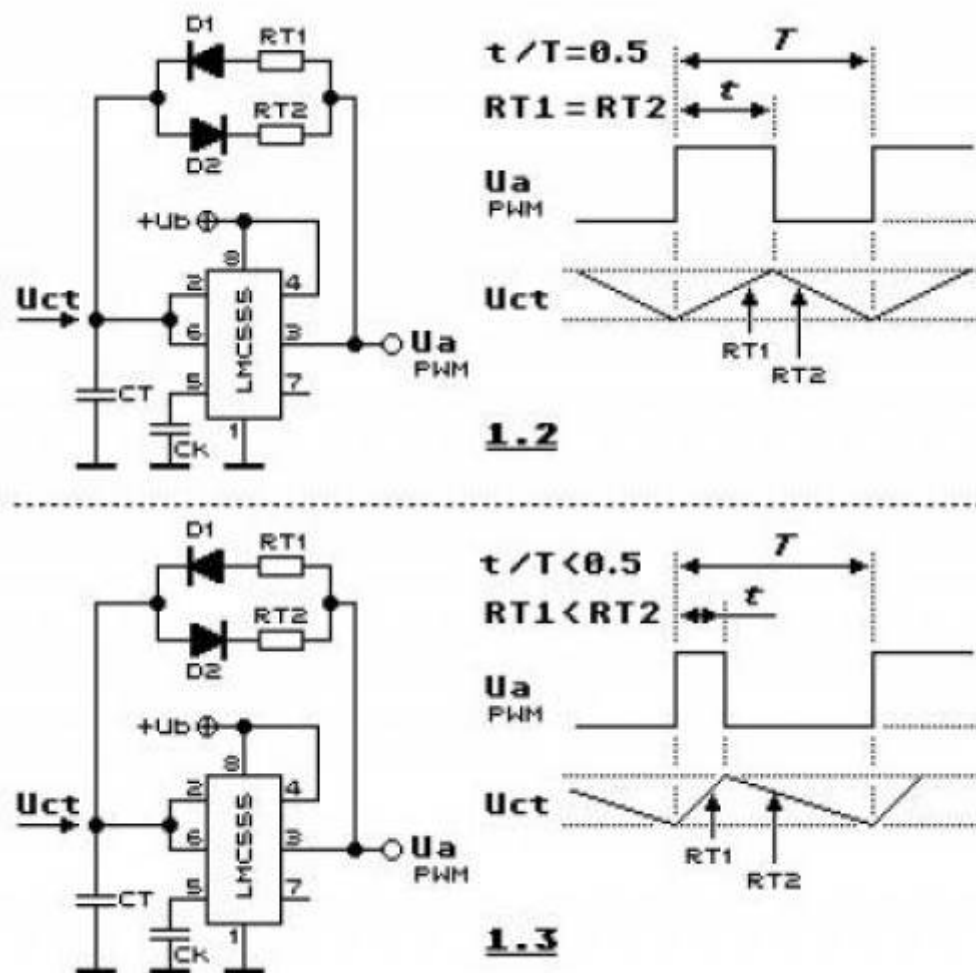 D1
RT1
RT2
D2
+Ub
8
2
4
Uct
6
LMC555
3
Ua
PWM
5
7
CT
1
CK
t/T=0.5
T
RT1=RT2
t
Ua
PWM
Uct
RT1
RT2
1.2
D1
RT1
RT2
D2
+Ub
8
2
4
Uct
6
LMC555
3
Ua
PWM
5
7
CT
1
CK
t/T<0.5
T
RT1<RT2
t
Ua
PWM
Uct
RT1
RT2
1.3